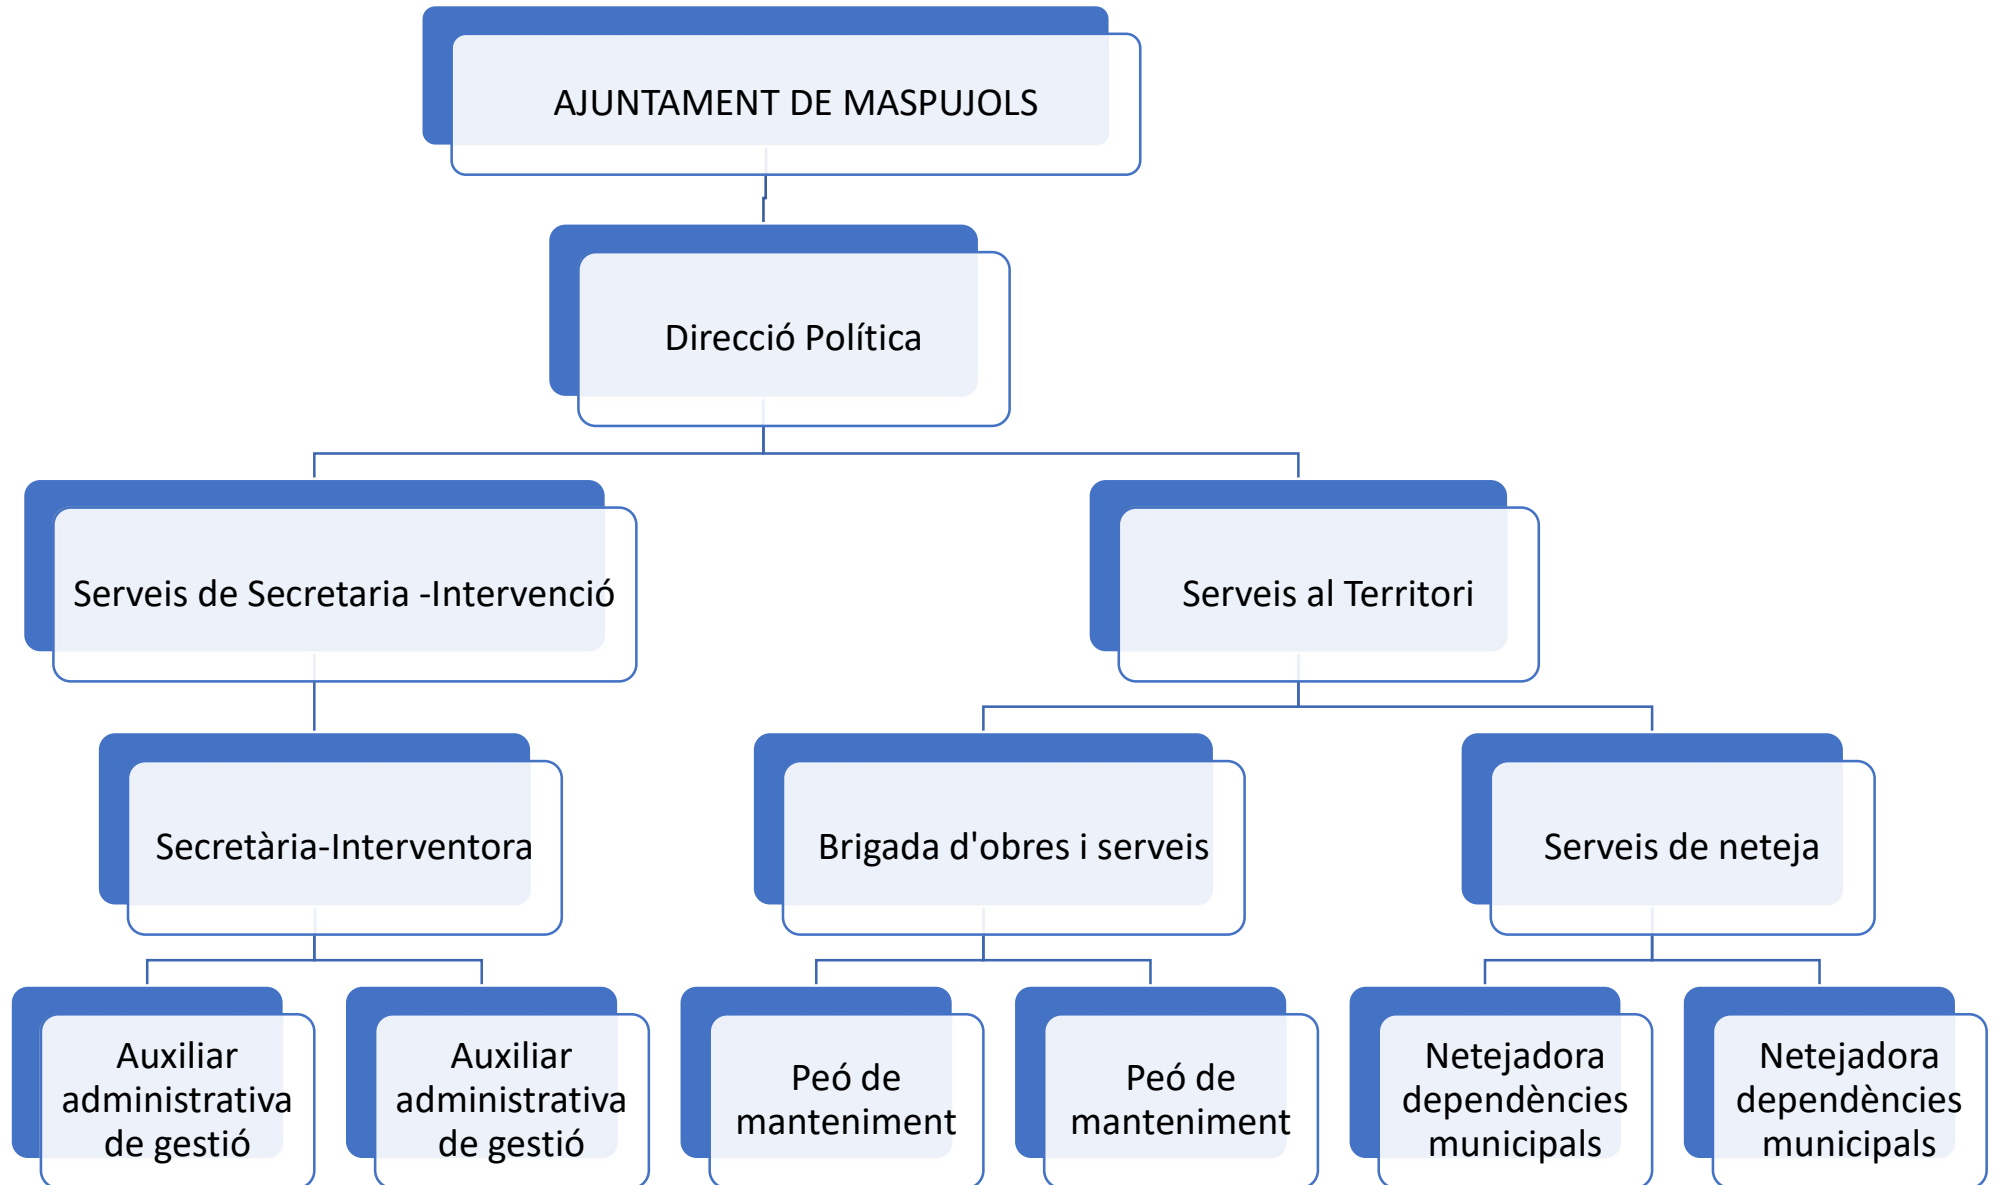 AJUNTAMENT DE MASPUJOLS
Direcció Política
Serveis de Secretaria -Intervenció
Serveis al Territori
Secretària-Interventora
Brigada d'obres i serveis
Serveis de neteja
Auxiliar
administrativa
de gestió
Auxiliar
administrativa
de gestió
Peó de
manteniment
Peó de
manteniment
Netejadora
dependències
municipals
Netejadora
dependències
municipals